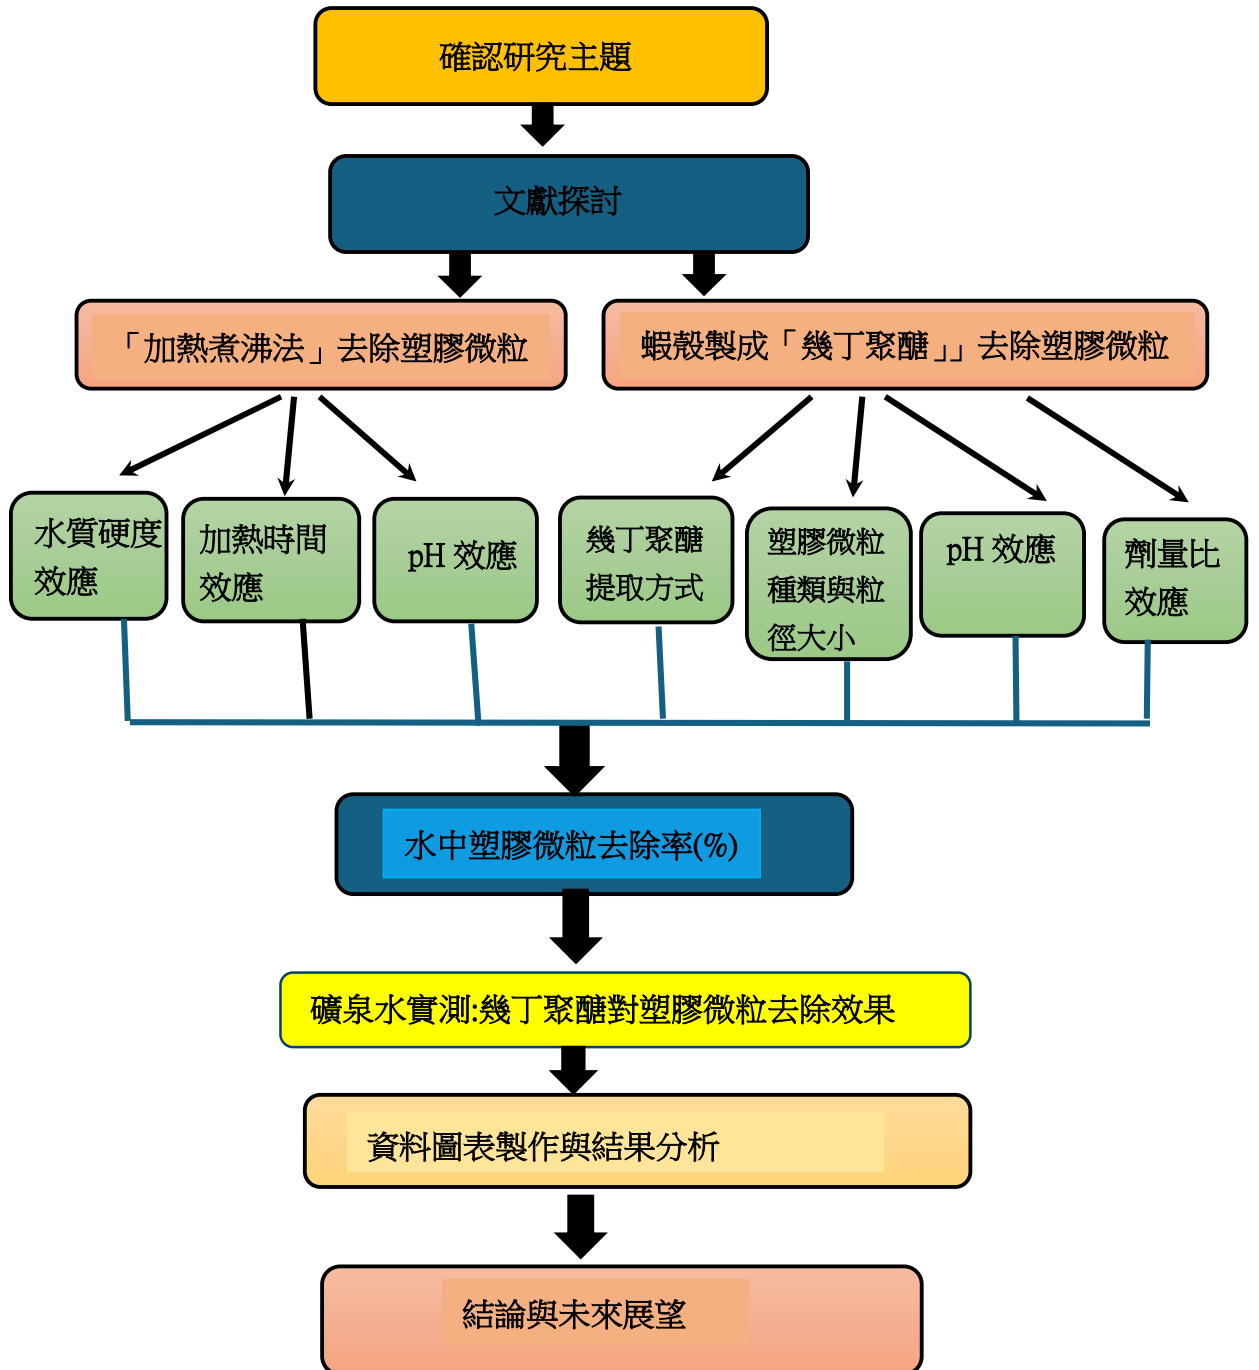 確認研究主題
文獻探討
「加熱煮沸法」去除塑膠微粒
蝦殼製成「幾丁聚醣」」去除塑膠微粒
水質硬度
效應
加熱時間
效應
pH 效應
幾丁聚醣
提取方式
塑膠微粒
種類與粒
徑大小
pH 效應
劑量比
效應
水中塑膠微粒去除率(%)
礦泉水實測:幾丁聚醣對塑膠微粒去除效果
資料圖表製作與結果分析
結論與未來展望